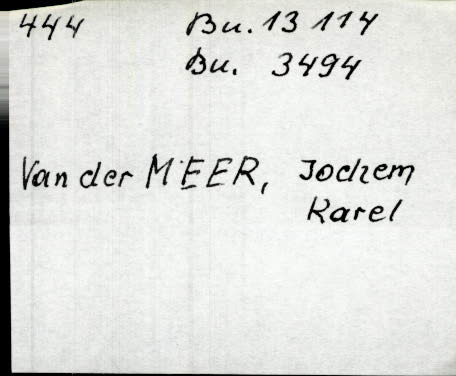 444 Bu. 13 114
Bu. 3494
Van der MEER, Jochem
Karel